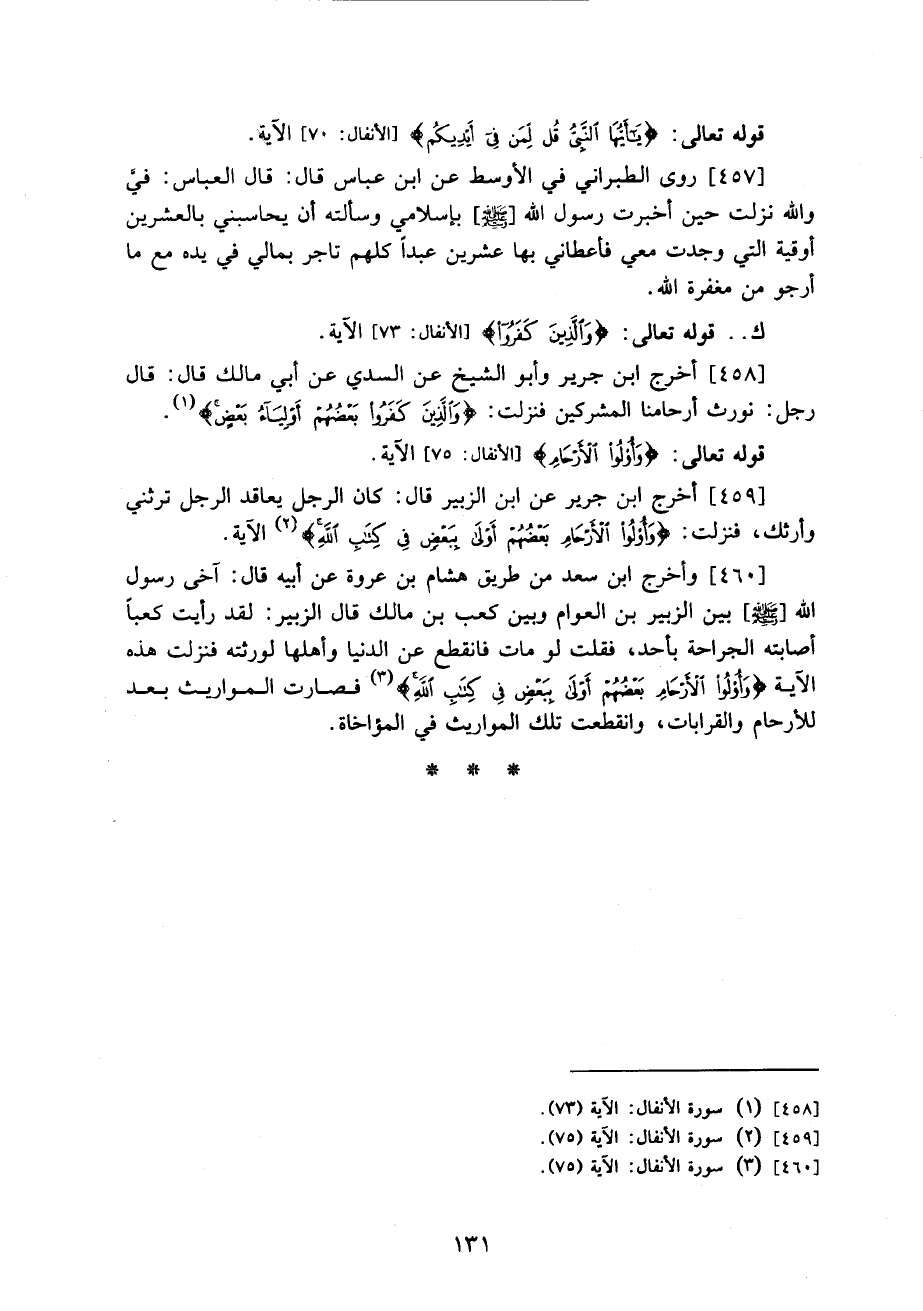 قوله تعالى: ﴿يَٰٓأَيُّهَا ٱلنَّبِيُّ قُل لِّمَن فِىٓ أَيْدِيكُم﴾ [الأنفال: ٧٠] الآية.
[٤٥٧] روى الطبراني في الأوسط عن ابن عباس قال: قال العباس: فيَّ
والله نزلت حين أخبرت رسول الله [ﷺ] بإسلامي وسألته أن يحاسبني بالعشرين
أوقية التي وجدت معي فأعطاني بها عشرين عبداً كلهم تاجر بمالي في يده مع ما
أرجو من مغفرة الله.
ك.. قوله تعالى: ﴿وَٱلَّذِينَ كَفَرُوا۟﴾ [الأنفال: ٧٣] الآية.
[٤٥٨] أخرج ابن جرير وأبو الشيخ عن السدي عن أبي مالك قال: قال
رجل: نورث أرحامنا المشركين فنزلت: ﴿وَٱلَّذِينَ كَفَرُوا۟ بَعْضُهُمْ أَوْلِيَآءُ بَعْضٍۚ﴾(١).
قوله تعالى: ﴿وَأُو۟لُوا۟ ٱلْأَرْحَامِ﴾ [الأنفال: ٧٥] الآية.
[٤٥٩] أخرج ابن جرير عن ابن الزبير قال: كان الرجل يعاقد الرجل ترثني
وأرثك، فنزلت: ﴿وَأُو۟لُوا۟ ٱلْأَرْحَامِ بَعْضُهُمْ أَوْلَىٰ بِبَعْضٍ فِى كِتَٰبِ ٱللَّهِۚ﴾(٢) الآية.
[٤٦٠] وأخرج ابن سعد من طريق هشام بن عروة عن أبيه قال: آخى رسول
الله [ﷺ] بين الزبير بن العوام وبين كعب بن مالك قال الزبير: لقد رأيت كعباً
أصابته الجراحة بأحد، فقلت لو مات فانقطع عن الدنيا وأهلها لورثته فنزلت هذه
الآية ﴿وَأُو۟لُوا۟ ٱلْأَرْحَامِ بَعْضُهُمْ أَوْلَىٰ بِبَعْضٍ فِى كِتَٰبِ ٱللَّهِۚ﴾(٣) فصارت المواريث بعد
للأرحام والقرابات، وانقطعت تلك المواريث في المؤاخاة.
* * *
[٤٥٨] (١) سورة الأنفال: الآية (٧٣).
[٤٥٩] (٢) سورة الأنفال: الآية (٧٥).
[٤٦٠] (٣) سورة الأنفال: الآية (٧٥).
١٣١